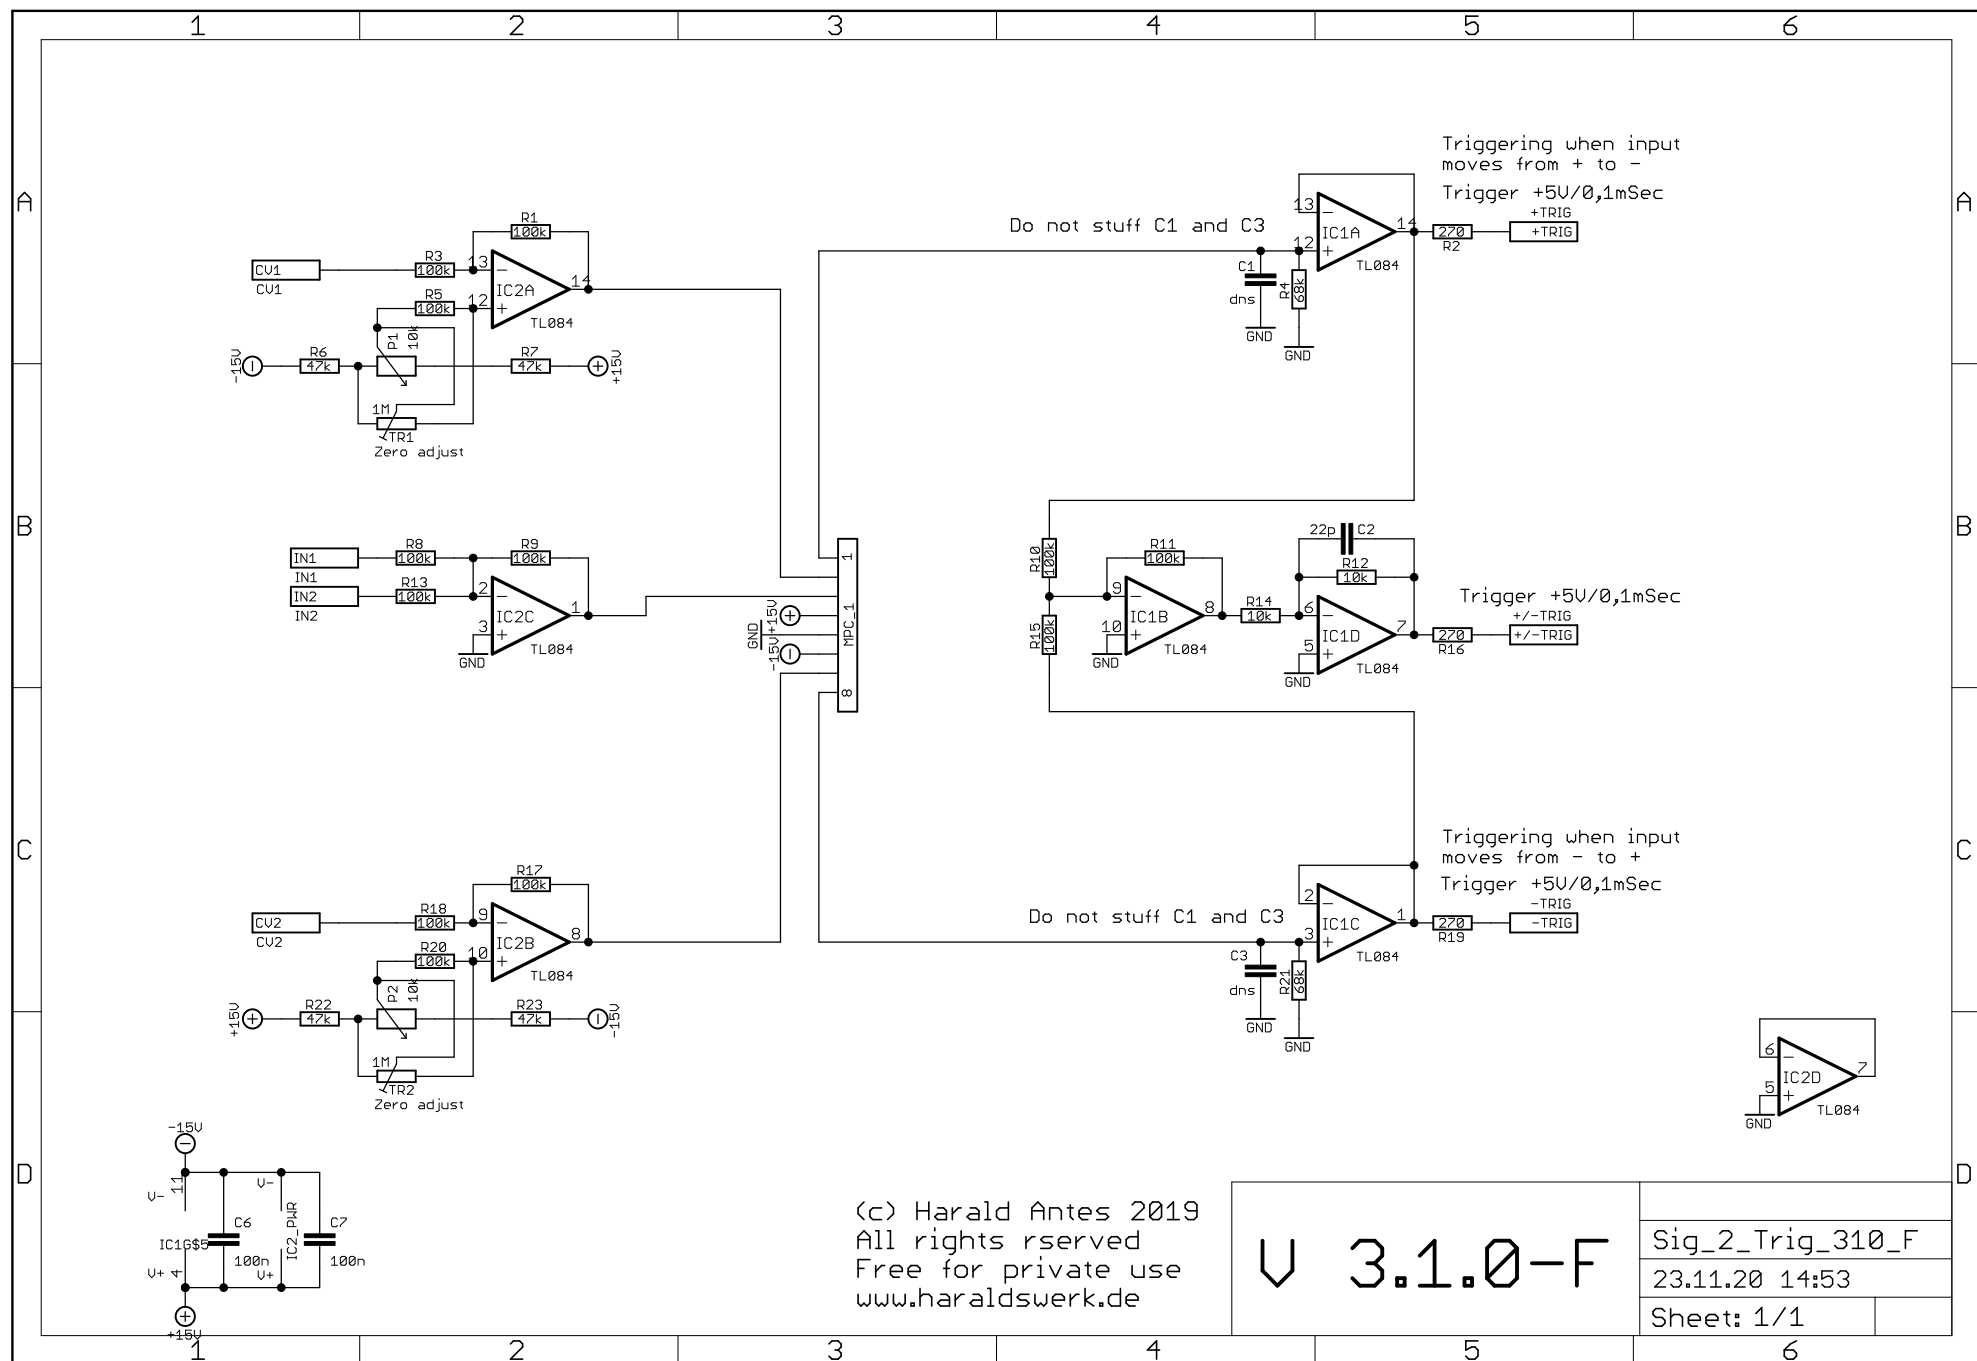 1 2 3 4 5 6
A
B
C
D
A
B
C
D
1 2 3 4 5 6
CV1
CV1
R3
100k
R1
100k
R5
100k
13
12
14
IC2A
TL084
P1
10k
-15V
R6
47k
R7
47k
+15V
1M
TR1
Zero adjust
IN1
IN1
IN2
IN2
R8
100k
R13
100k
R9
100k
2
3
1
IC2C
TL084
GND
CV2
CV2
R18
100k
R17
100k
R20
100k
9
10
8
IC2B
TL084
P2
10k
+15V
R22
47k
R23
47k
-15V
1M
TR2
Zero adjust
1
MPC_1
8
+15V
GND
-15V
Do not stuff C1 and C3
C1
dns
GND
R4
68k
GND
13
12
14
IC1A
TL084
270
R2
Triggering when input
moves from + to -
Trigger +5V/0,1mSec
+TRIG
+TRIG
R10
100k
R15
100k
R11
100k
9
10
8
IC1B
TL084
GND
R14
10k
22p
C2
R12
10k
6
5
7
IC1D
TL084
GND
270
R16
Trigger +5V/0,1mSec
+/-TRIG
+/-TRIG
Do not stuff C1 and C3
C3
dns
GND
R21
68k
GND
2
3
1
IC1C
TL084
270
R19
Triggering when input
moves from - to +
Trigger +5V/0,1mSec
-TRIG
-TRIG
6
5
7
IC2D
TL084
GND
-15V
V-
11
IC1G$5
V+
4
+15V
C6
100n
V-
IC2_PWR
V+
C7
100n
(c) Harald Antes 2019
All rights rserved
Free for private use
www.haraldswerk.de
V 3.1.0-F
Sig_2_Trig_310_F
23.11.20 14:53
Sheet: 1/1